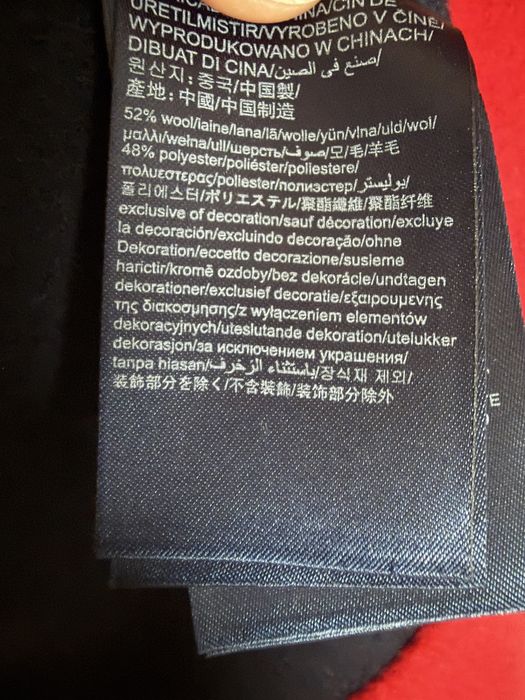 INA/CIN DE
URETILMISTIR/VYROBENO V ČÍNĚ/
WYPRODUKOWANO W CHINACH/
DIBUAT DI CINA/صنع في الصين/
원산지: 중국/中国製/
產地: 中國/中国制造
52% wool/laine/lana/lã/wolle/yün/vlna/uld/wol/
μαλλί/wełna/ull/шерсть/صوف/모/毛/羊毛
48% polyester/poliéster/poliestere/
πολυεστερας/poliester/полиэстер/بوليستر/
폴리에스터/ポリエステル/聚酯纖維/聚酯纤维
exclusive of decoration/sauf décoration/excluye
la decoración/excluindo decoração/ohne
Dekoration/eccetto decorazione/susleme
harictir/kromě ozdoby/bez dekorácie/undtagen
dekorationer/exclusief decoratie/εξαιρουμενης
της διακοσμησης/z wyłączeniem elementów
dekoracyjnych/uteslutande dekoration/utelukker
dekorasjon/за исключением украшения/
tanpa hiasan/باستثناء الزخرف/장식재 제외/
装飾部分を除く/不含裝飾/装饰部分除外
E